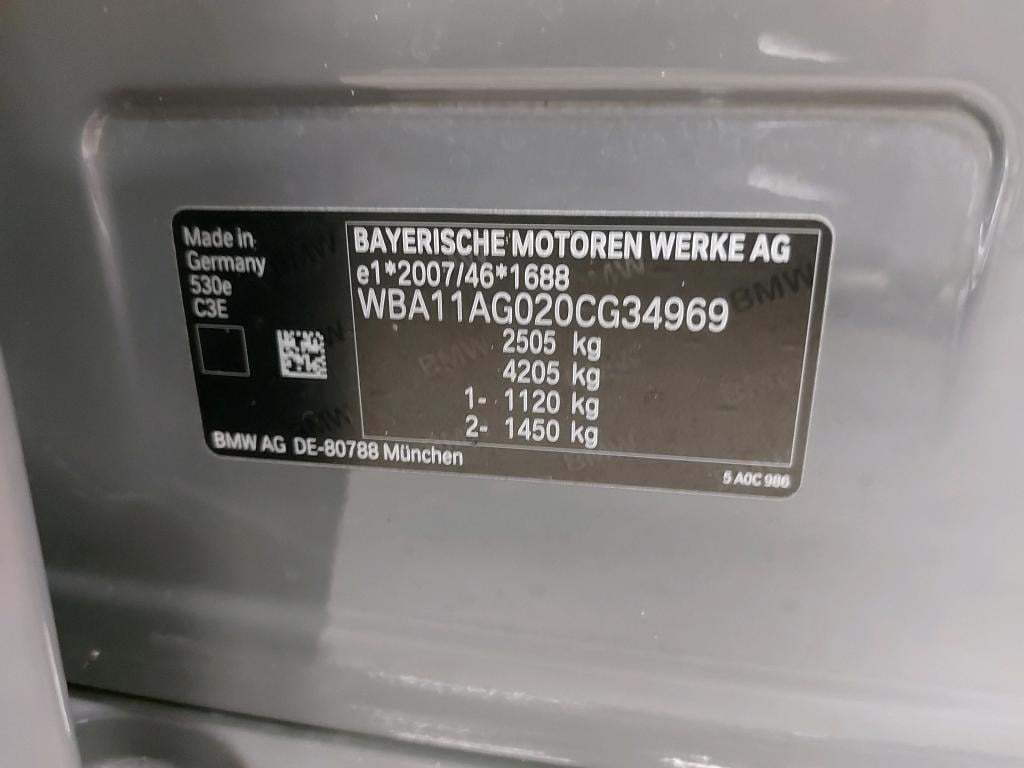 Made in
Germany
530e
C3E
BAYERISCHE MOTOREN WERKE AG
e1*2007/46*1688
WBA11AG020CG34969
2505 kg
4205 kg
1- 1120 kg
2- 1450 kg
BMW AG DE-80788 München
5 A0C 986